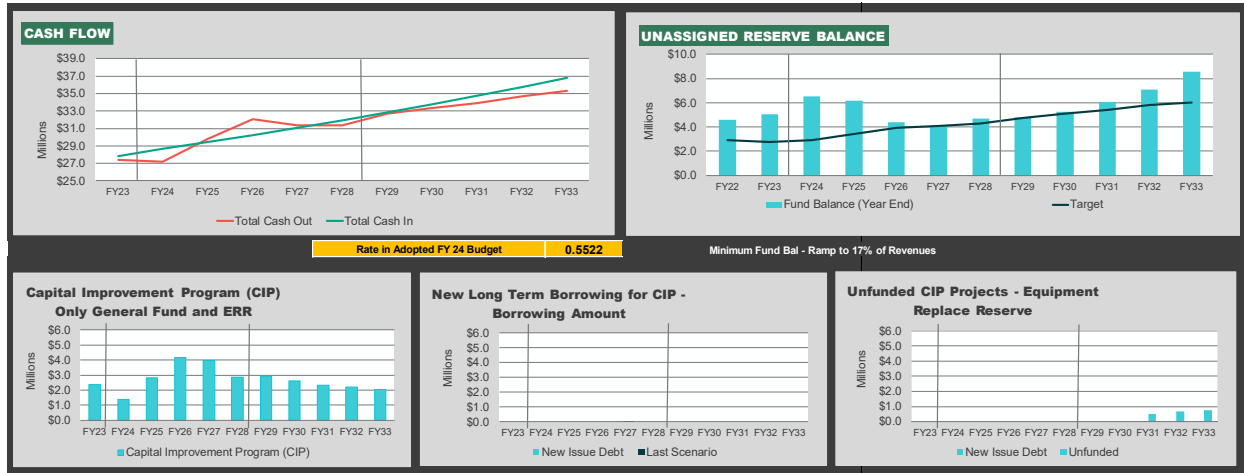 CASH FLOW
$39.0
$37.0
$35.0
$33.0
$31.0
$29.0
$27.0
$25.0
Millions
FY23 FY24 FY25 FY26 FY27 FY28 FY29 FY30 FY31 FY32 FY33
Total Cash Out Total Cash In
UNASSIGNED RESERVE BALANCE
$10.0
$8.0
$6.0
$4.0
$2.0
$0.0
Millions
FY22 FY23 FY24 FY25 FY26 FY27 FY28 FY29 FY30 FY31 FY32 FY33
Fund Balance (Year End) Target
Rate in Adopted FY 24 Budget 0.5522
Minimum Fund Bal - Ramp to 17% of Revenues
Capital Improvement Program (CIP)
Only General Fund and ERR
$6.0
$5.0
$4.0
$3.0
$2.0
$1.0
$0.0
Millions
FY23 FY24 FY25 FY26 FY27 FY28 FY29 FY30 FY31 FY32 FY33
Capital Improvement Program (CIP)
New Long Term Borrowing for CIP -
Borrowing Amount
$6.0
$5.0
$4.0
$3.0
$2.0
$1.0
$0.0
Millions
FY23 FY24 FY25 FY26 FY27 FY28 FY29 FY30 FY31 FY32 FY33
New Issue Debt Last Scenario
Unfunded CIP Projects - Equipment
Replace Reserve
$6.0
$5.0
$4.0
$3.0
$2.0
$1.0
$0.0
Millions
FY23 FY24 FY25 FY26 FY27 FY28 FY29 FY30 FY31 FY32 FY33
New Issue Debt Unfunded